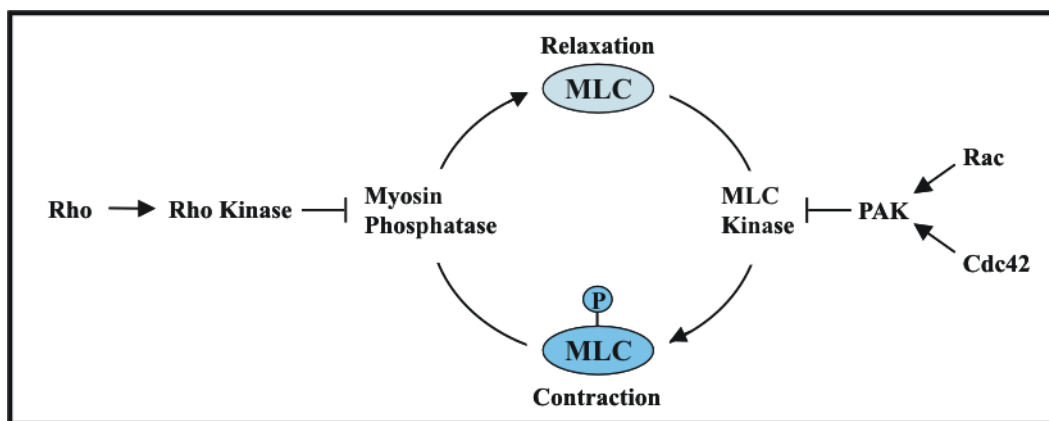 Relaxation
MLC
Rac
Myosin
Phosphatase
MLC
Kinase
Rho
Rho Kinase
PAK
Cdc42
P
MLC
Contraction